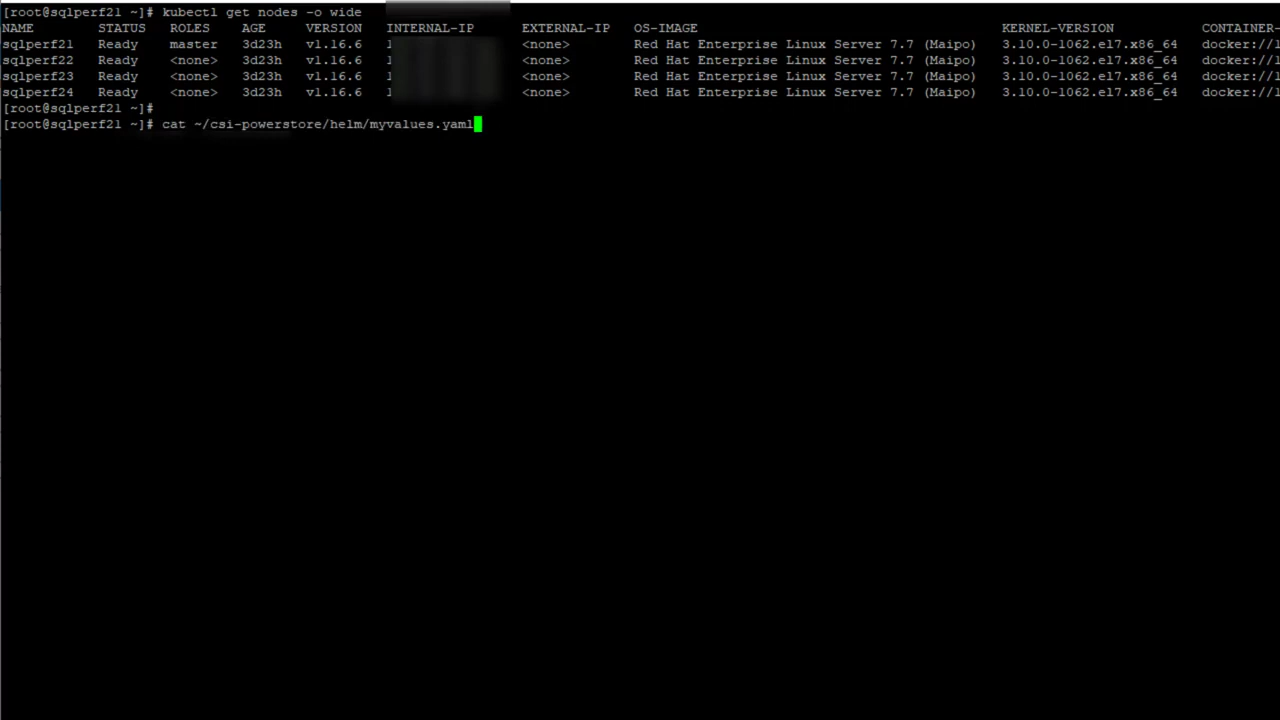 [root@sqlperf21 ~]# kubectl get nodes -o wide
NAME STATUS ROLES AGE VERSION INTERNAL-IP EXTERNAL-IP OS-IMAGE KERNEL-VERSION CONTAINER-
sqlperf21 Ready master 3d23h v1.16.6 1 <none> Red Hat Enterprise Linux Server 7.7 (Maipo) 3.10.0-1062.el7.x86_64 docker://1
sqlperf22 Ready <none> 3d23h v1.16.6 1 <none> Red Hat Enterprise Linux Server 7.7 (Maipo) 3.10.0-1062.el7.x86_64 docker://1
sqlperf23 Ready <none> 3d23h v1.16.6 1 <none> Red Hat Enterprise Linux Server 7.7 (Maipo) 3.10.0-1062.el7.x86_64 docker://1
sqlperf24 Ready <none> 3d23h v1.16.6 1 <none> Red Hat Enterprise Linux Server 7.7 (Maipo) 3.10.0-1062.el7.x86_64 docker://1
[root@sqlperf21 ~]#
[root@sqlperf21 ~]# cat ~/csi-powerstore/helm/myvalues.yaml